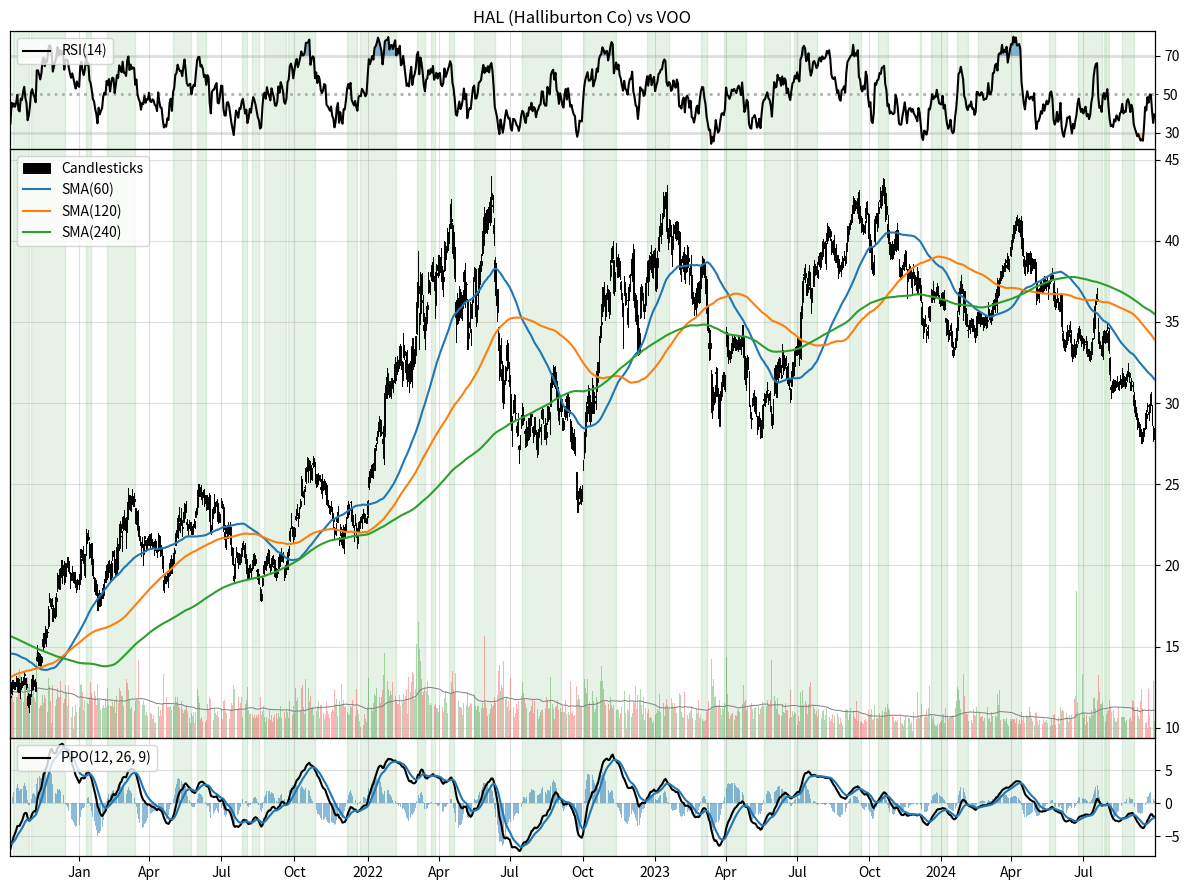 HAL (Halliburton Co) vs VOO
RSI(14)
70
50
30
Candlesticks
SMA(60)
SMA(120)
SMA(240)
45
40
35
30
25
20
15
10
PPO(12, 26, 9)
5
0
−5
Jan Apr Jul Oct 2022 Apr Jul Oct 2023 Apr Jul Oct 2024 Apr Jul